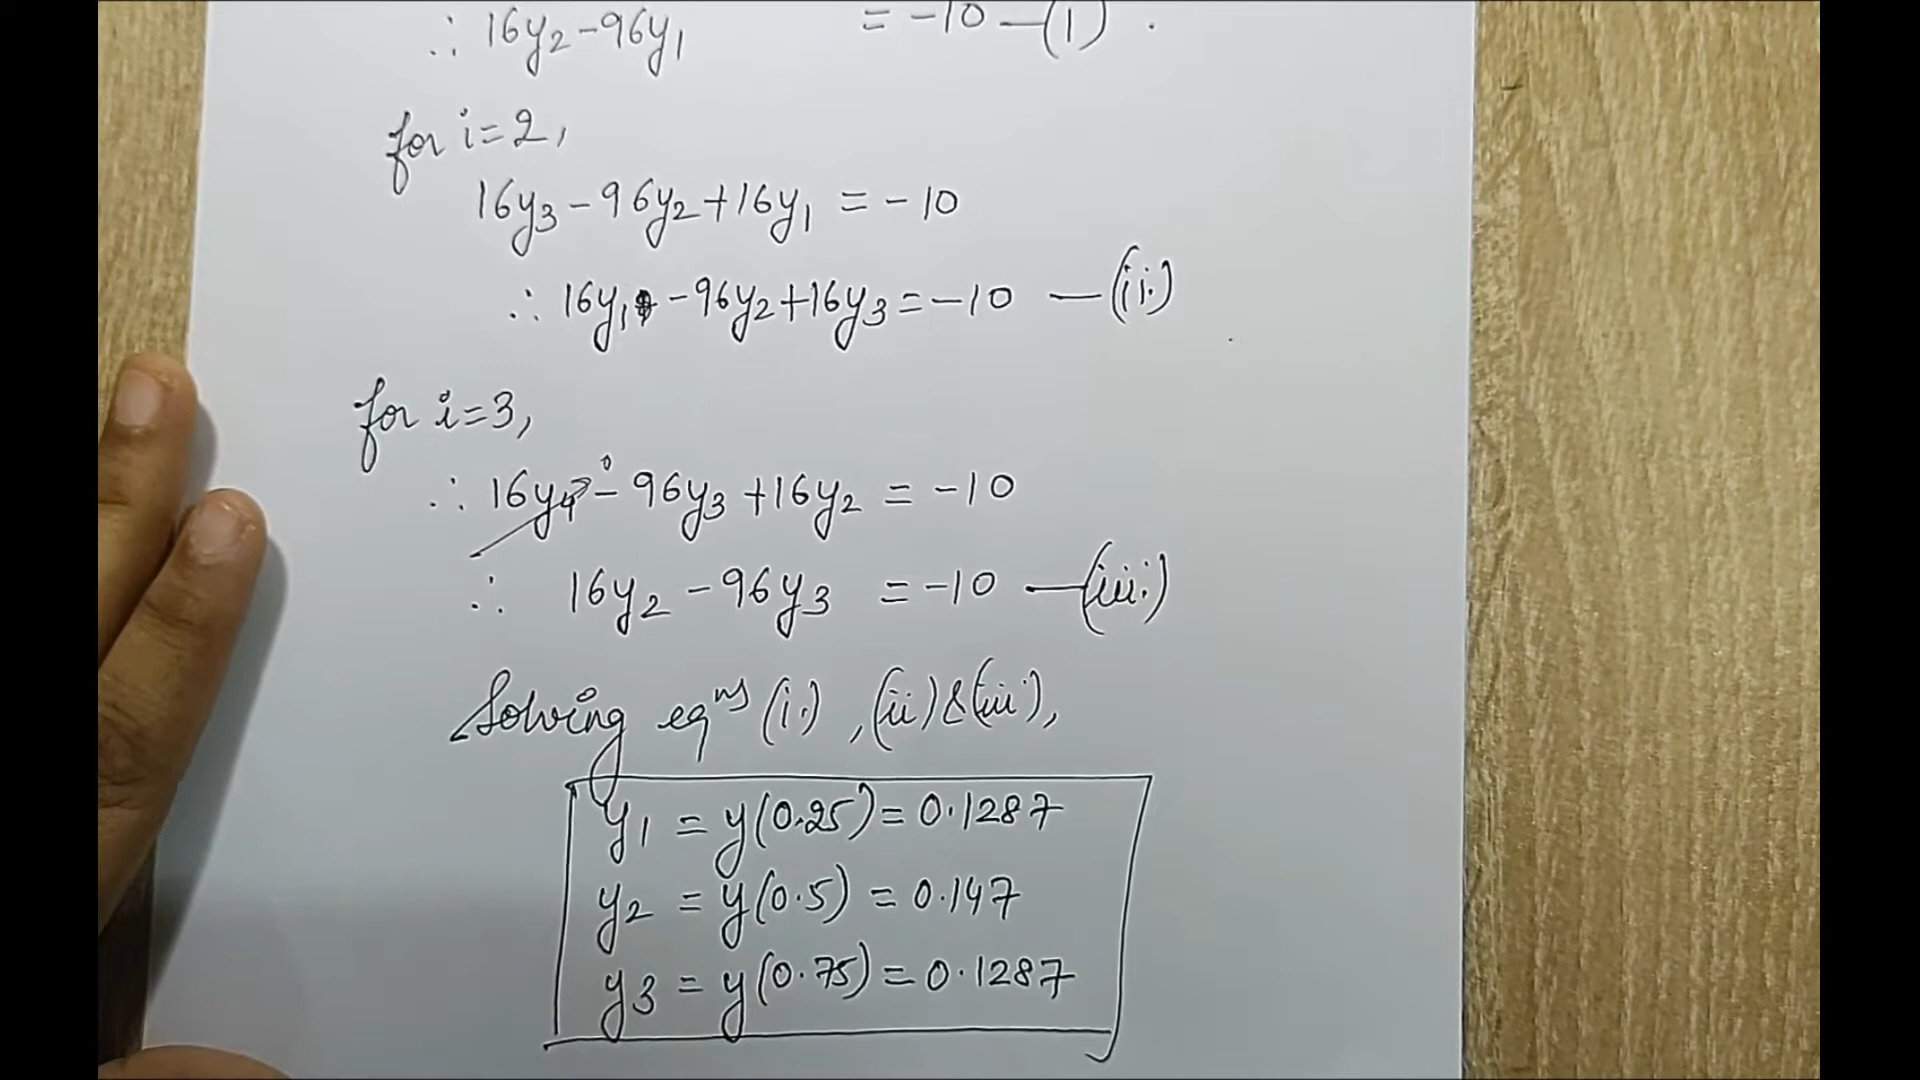 ∴ 16y₂ - 96y₁ = -10 —(1)
for i=2,
16y₃ - 96y₂ + 16y₁ = -10
∴ 16y₁ - 96y₂ + 16y₃ = -10 —(ii.)
for i=3,
∴ 16y₄ 0 - 96y₃ + 16y₂ = -10
∴ 16y₂ - 96y₃ = -10 —(iii.)
Solving eqⁿˢ (i.), (ii) & (iii),
y₁ = y(0.25) = 0.1287
y₂ = y(0.5) = 0.147
y₃ = y(0.75) = 0.1287